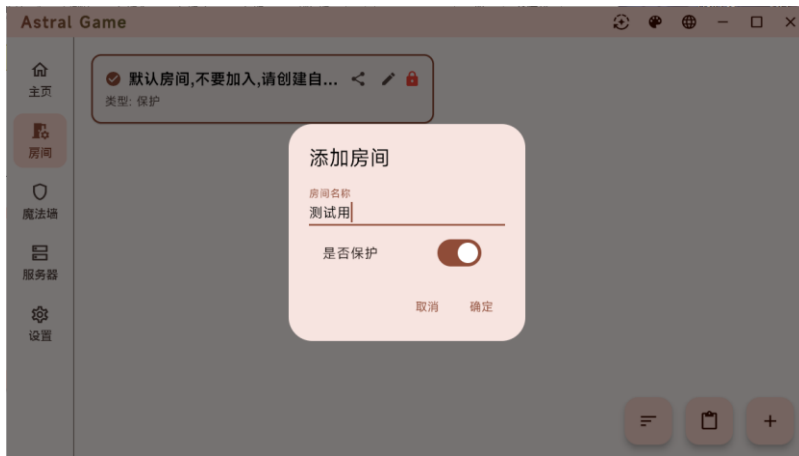 Astral Game
主页
房间
魔法墙
服务器
设置
默认房间,不要加入,请创建自...
类型: 保护
添加房间
房间名称
测试用
是否保护
取消
确定